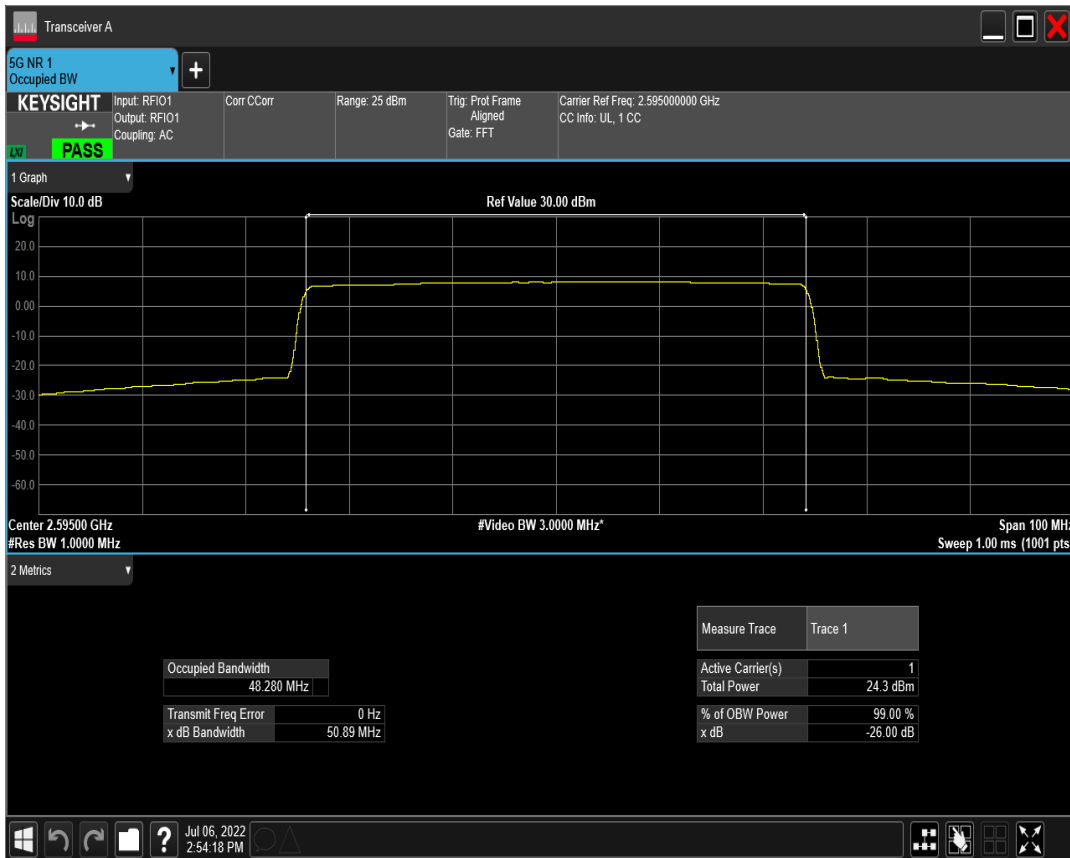 Transceiver A
5G NR 1
Occupied BW
+
KEYSIGHT
LXI
PASS
Input: RFIO1
Output: RFIO1
Coupling: AC
Corr CCorr
Range: 25 dBm
Trig: Prot Frame
Aligned
Gate: FFT
Carrier Ref Freq: 2.595000000 GHz
CC Info: UL, 1 CC
1 Graph
Scale/Div 10.0 dB
Ref Value 30.00 dBm
Log
20.0
10.0
0.00
-10.0
-20.0
-30.0
-40.0
-50.0
-60.0
Center 2.59500 GHz
#Video BW 3.0000 MHz*
Span 100 MHz
#Res BW 1.0000 MHz
Sweep 1.00 ms (1001 pts
2 Metrics
Measure Trace Trace 1
Occupied Bandwidth
48.280 MHz
Active Carrier(s) 1
Total Power 24.3 dBm
Transmit Freq Error 0 Hz
x dB Bandwidth 50.89 MHz
% of OBW Power 99.00 %
x dB -26.00 dB
?
Jul 06, 2022
2:54:18 PM